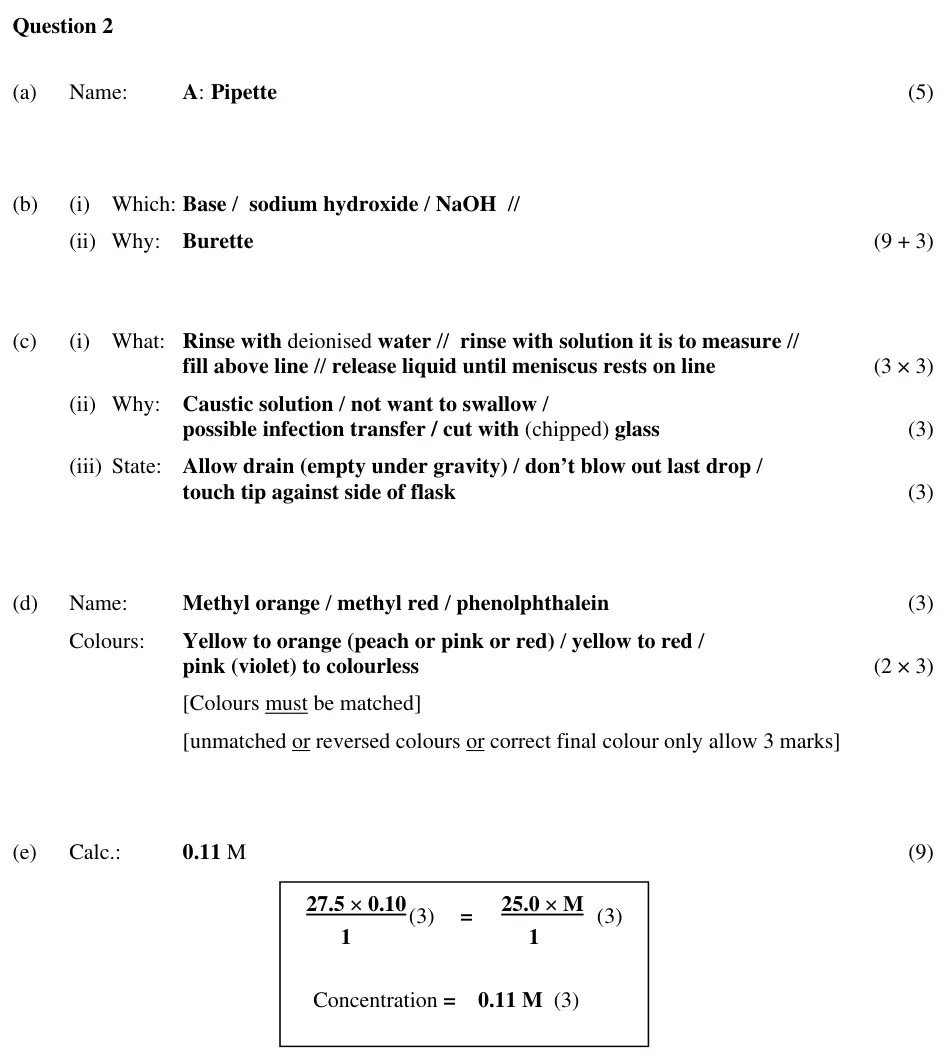 Question 2
(a) Name: A: Pipette (5)
(b) (i) Which: Base / sodium hydroxide / NaOH //
(ii) Why: Burette (9 + 3)
(c) (i) What: Rinse with deionised water // rinse with solution it is to measure //
fill above line // release liquid until meniscus rests on line (3 × 3)
(ii) Why: Caustic solution / not want to swallow /
possible infection transfer / cut with (chipped) glass (3)
(iii) State: Allow drain (empty under gravity) / don’t blow out last drop /
touch tip against side of flask (3)
(d) Name: Methyl orange / methyl red / phenolphthalein (3)
Colours: Yellow to orange (peach or pink or red) / yellow to red /
pink (violet) to colourless (2 × 3)
[Colours must be matched]
[unmatched or reversed colours or correct final colour only allow 3 marks]
(e) Calc.: 0.11 M (9)
27.5 × 0.10 (3) = 25.0 × M (3)
1 1
Concentration = 0.11 M (3)